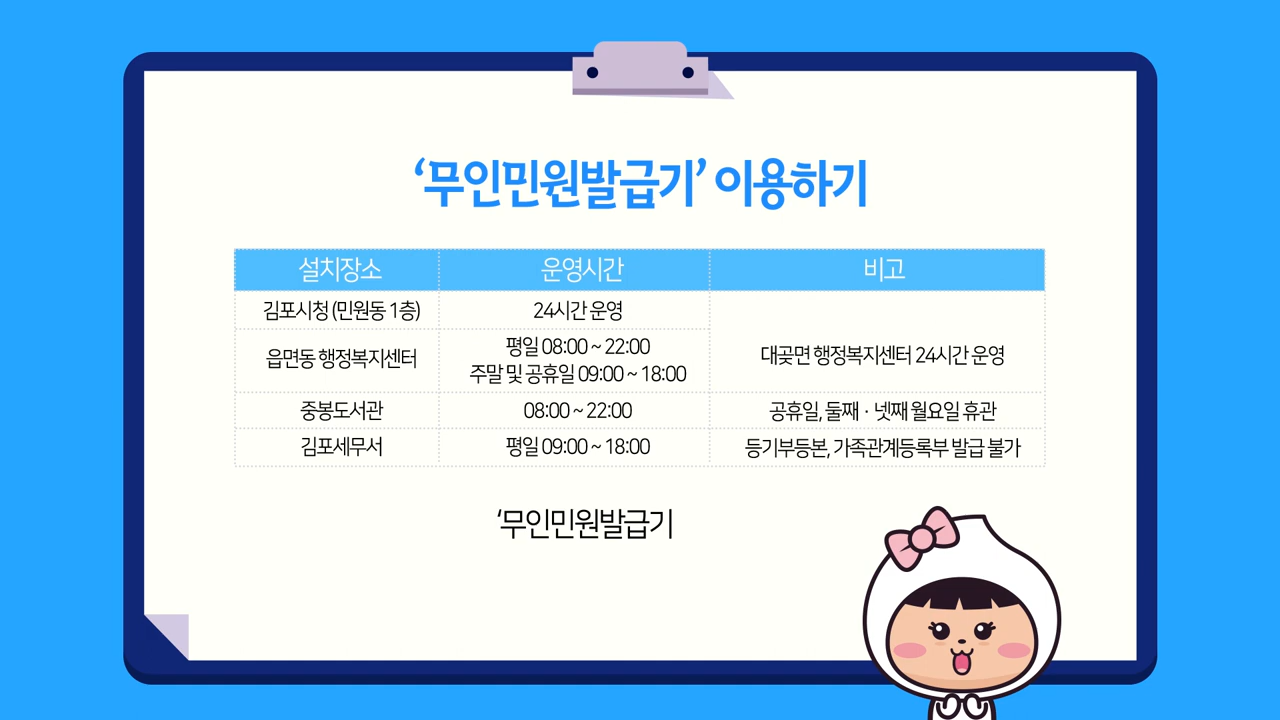 ‘무인민원발급기’ 이용하기
설치장소 운영시간 비고
김포시청 (민원동 1층) 24시간 운영
읍면동 행정복지센터 평일 08:00 ~ 22:00
주말 및 공휴일 09:00 ~ 18:00
대곶면 행정복지센터 24시간 운영
중봉도서관 08:00 ~ 22:00 공휴일, 둘째 · 넷째 월요일 휴관
김포세무서 평일 09:00 ~ 18:00 등기부등본, 가족관계등록부 발급 불가
‘무인민원발급기